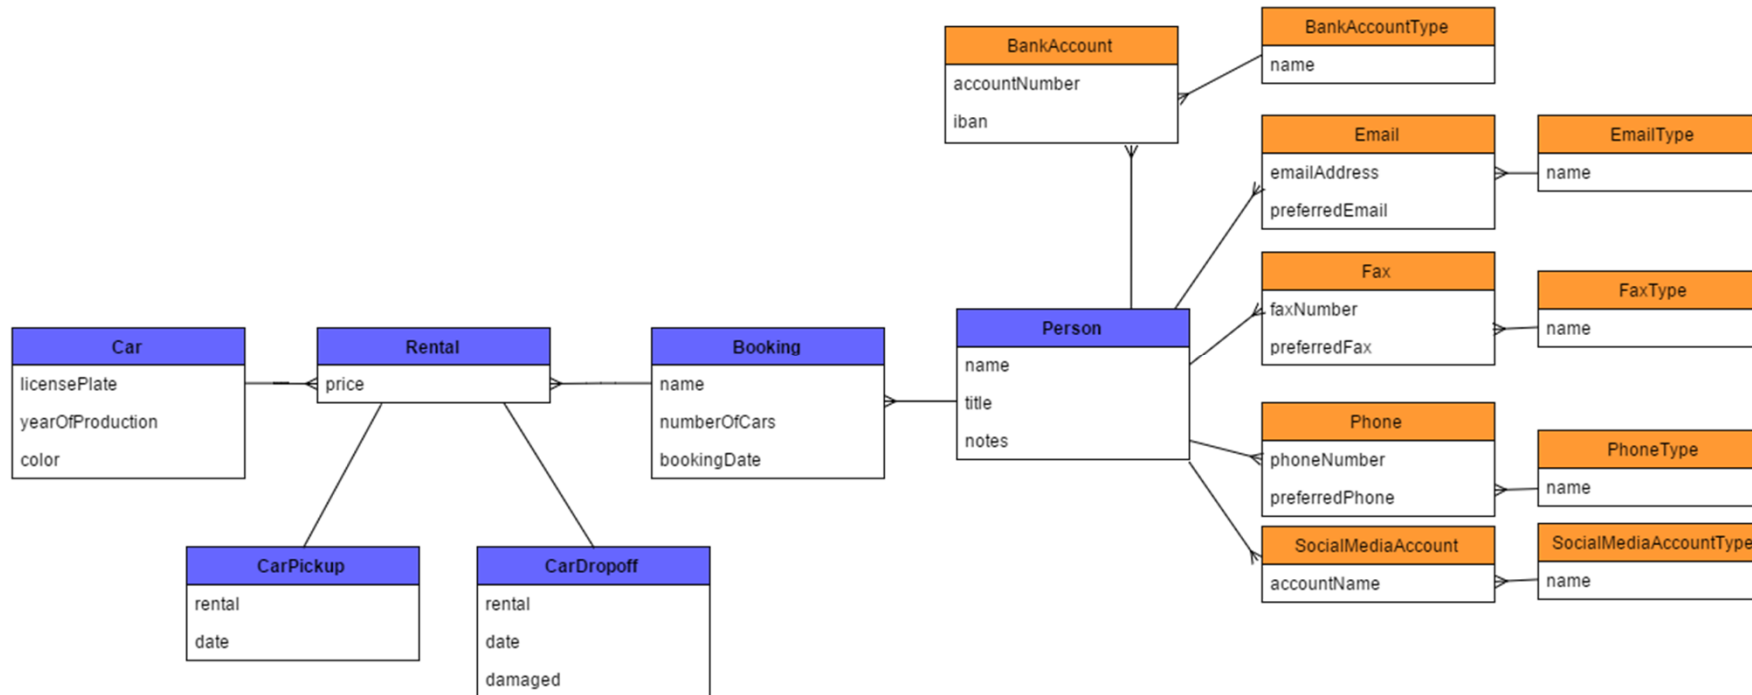 BankAccount
accountNumber
iban
BankAccountType
name
Email
emailAddress
preferredEmail
EmailType
name
Fax
faxNumber
preferredFax
FaxType
name
Car
licensePlate
yearOfProduction
color
Rental
price
Booking
name
numberOfCars
bookingDate
Person
name
title
notes
Phone
phoneNumber
preferredPhone
PhoneType
name
SocialMediaAccount
accountName
SocialMediaAccountType
name
CarPickup
rental
date
CarDropoff
rental
date
damaged